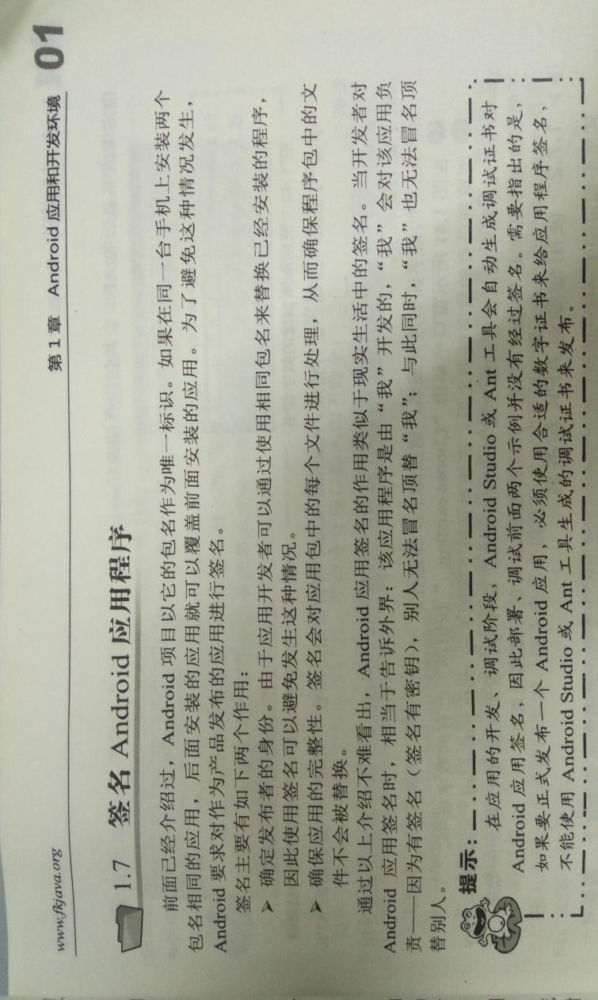 www.fkjava.org
第1章 Android 应用和开发环境 01
1.7 签名 Android 应用程序
前面已经介绍过，Android 项目以它的包名作为唯一标识。如果在同一台手机上安装两个
包名相同的应用，后面安装的应用就可以覆盖前面安装的应用。为了避免这种情况发生，
Android 要求对作为产品发布的应用进行签名。
签名主要有如下两个作用：
➢ 确定发布者的身份。由于应用开发者可以通过使用相同包名来替换已经安装的程序，
因此使用签名可以避免发生这种情况。
➢ 确保应用的完整性。签名会对应用包中的每个文件进行处理，从而确保程序包中的文
件不会被替换。
通过以上介绍不难看出，Android 应用签名的作用类似于现实生活中的签名。当开发者对
Android 应用签名时，相当于告诉外界：该应用程序是由“我”开发的，“我”会对该应用负
责——因为有签名（签名有密钥），别人无法冒名顶替“我”；与此同时，“我”也无法冒名顶
替别人。
提示：
在应用的开发、调试阶段，Android Studio 或 Ant 工具会自动生成调试证书对
Android 应用签名，因此部署、调试前面两个示例并没有经过签名。需要指出的是，
如果要正式发布一个 Android 应用，必须使用合适的数字证书来给应用程序签名，
不能使用 Android Studio 或 Ant 工具生成的调试证书来发布。